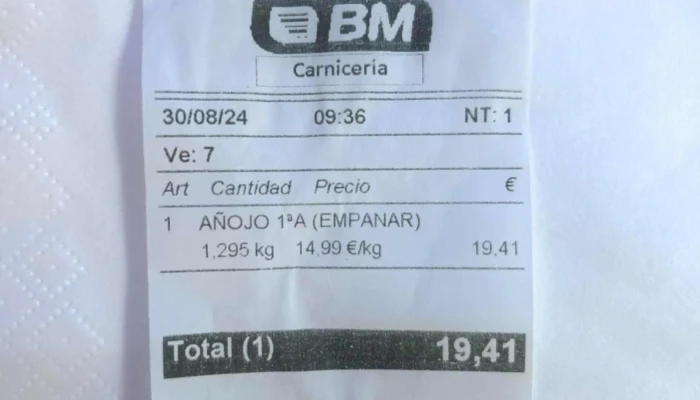 BM
Carnicería
30/08/24 09:36 NT: 1
Ve: 7
Art Cantidad Precio €
1 AÑOJO 1ªA (EMPANAR)
1,295 kg 14,99 €/kg 19,41
Total (1) 19,41